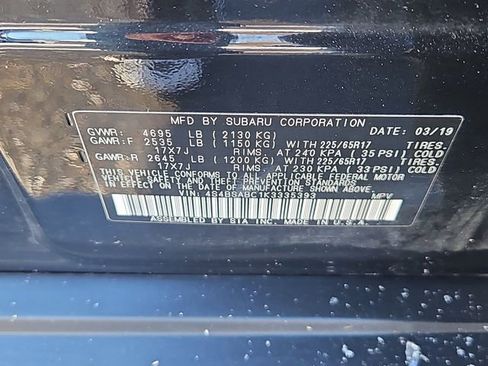 MFD BY SUBARU CORPORATION DATE: 03/19
GVWR: 4695 LB (2130 KG)
GAWR:F 2535 LB (1150 KG) WITH 225/65R17 TIRES.
17X7J RIMS. AT 240 KPA (35 PSI) COLD
GAWR:R 2645 LB (1200 KG) WITH 225/65R17 TIRES.
17X7J RIMS. AT 230 KPA (33 PSI) COLD
THIS VEHICLE CONFORMS TO ALL APPLICABLE FEDERAL MOTOR
VEHICLE SAFETY STANDARDS
IN EFFECT ON THE DATE OF MANUFACTURE SHOWN ABOVE.
VIN: 4S4BSABC1K3335393 MPV
ASSEMBLED BY SIA INC. MADE IN U.S.A.